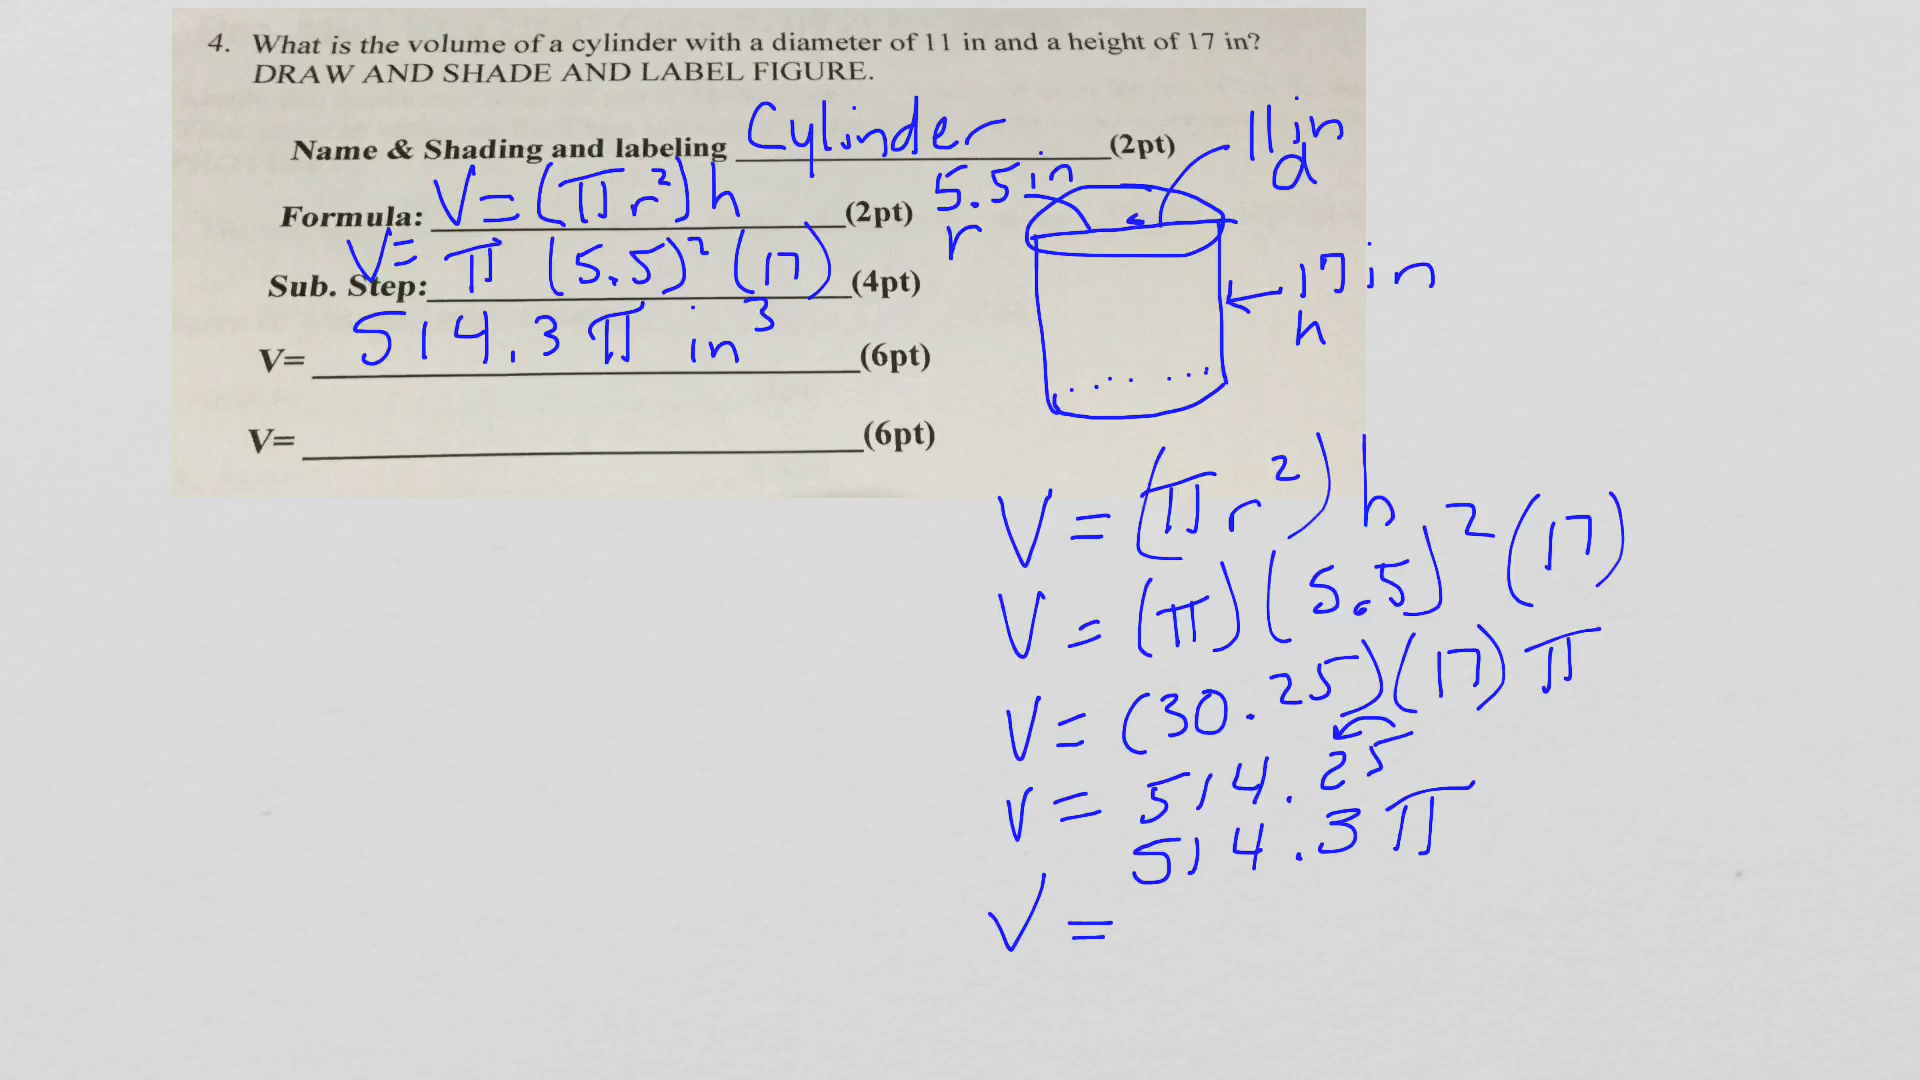 4. What is the volume of a cylinder with a diameter of 11 in and a height of 17 in?
DRAW AND SHADE AND LABEL FIGURE.
Name & Shading and labeling Cylinder (2pt)
11 in
d
Formula: V = (πr²)h (2pt)
5.5 in
r
Sub. Step: V = π (5.5)² (17) (4pt)
17 in
h
V= 514.3 π in³ (6pt)
V= (6pt)
V = (πr²)h
V = (π)(5.5)²(17)
V = (30.25)(17)π
V = 514.25
514.3π
V =